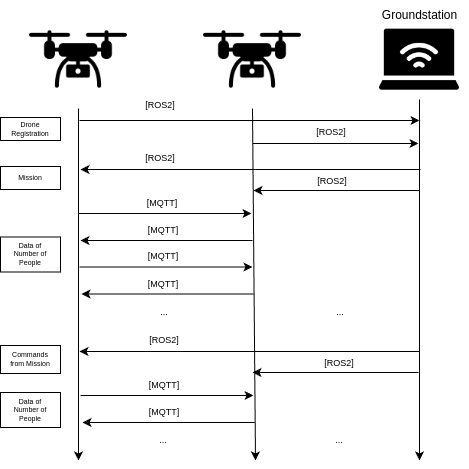 Groundstation
[ROS2]
Drone
Registration
[ROS2]
[ROS2]
Mission
[ROS2]
[MQTT]
[MQTT]
Data of
Number of
People
[MQTT]
[MQTT]
... ...
[ROS2]
Commands
from Mission
[ROS2]
[MQTT]
Data of
Number of
People
[MQTT]
... ...